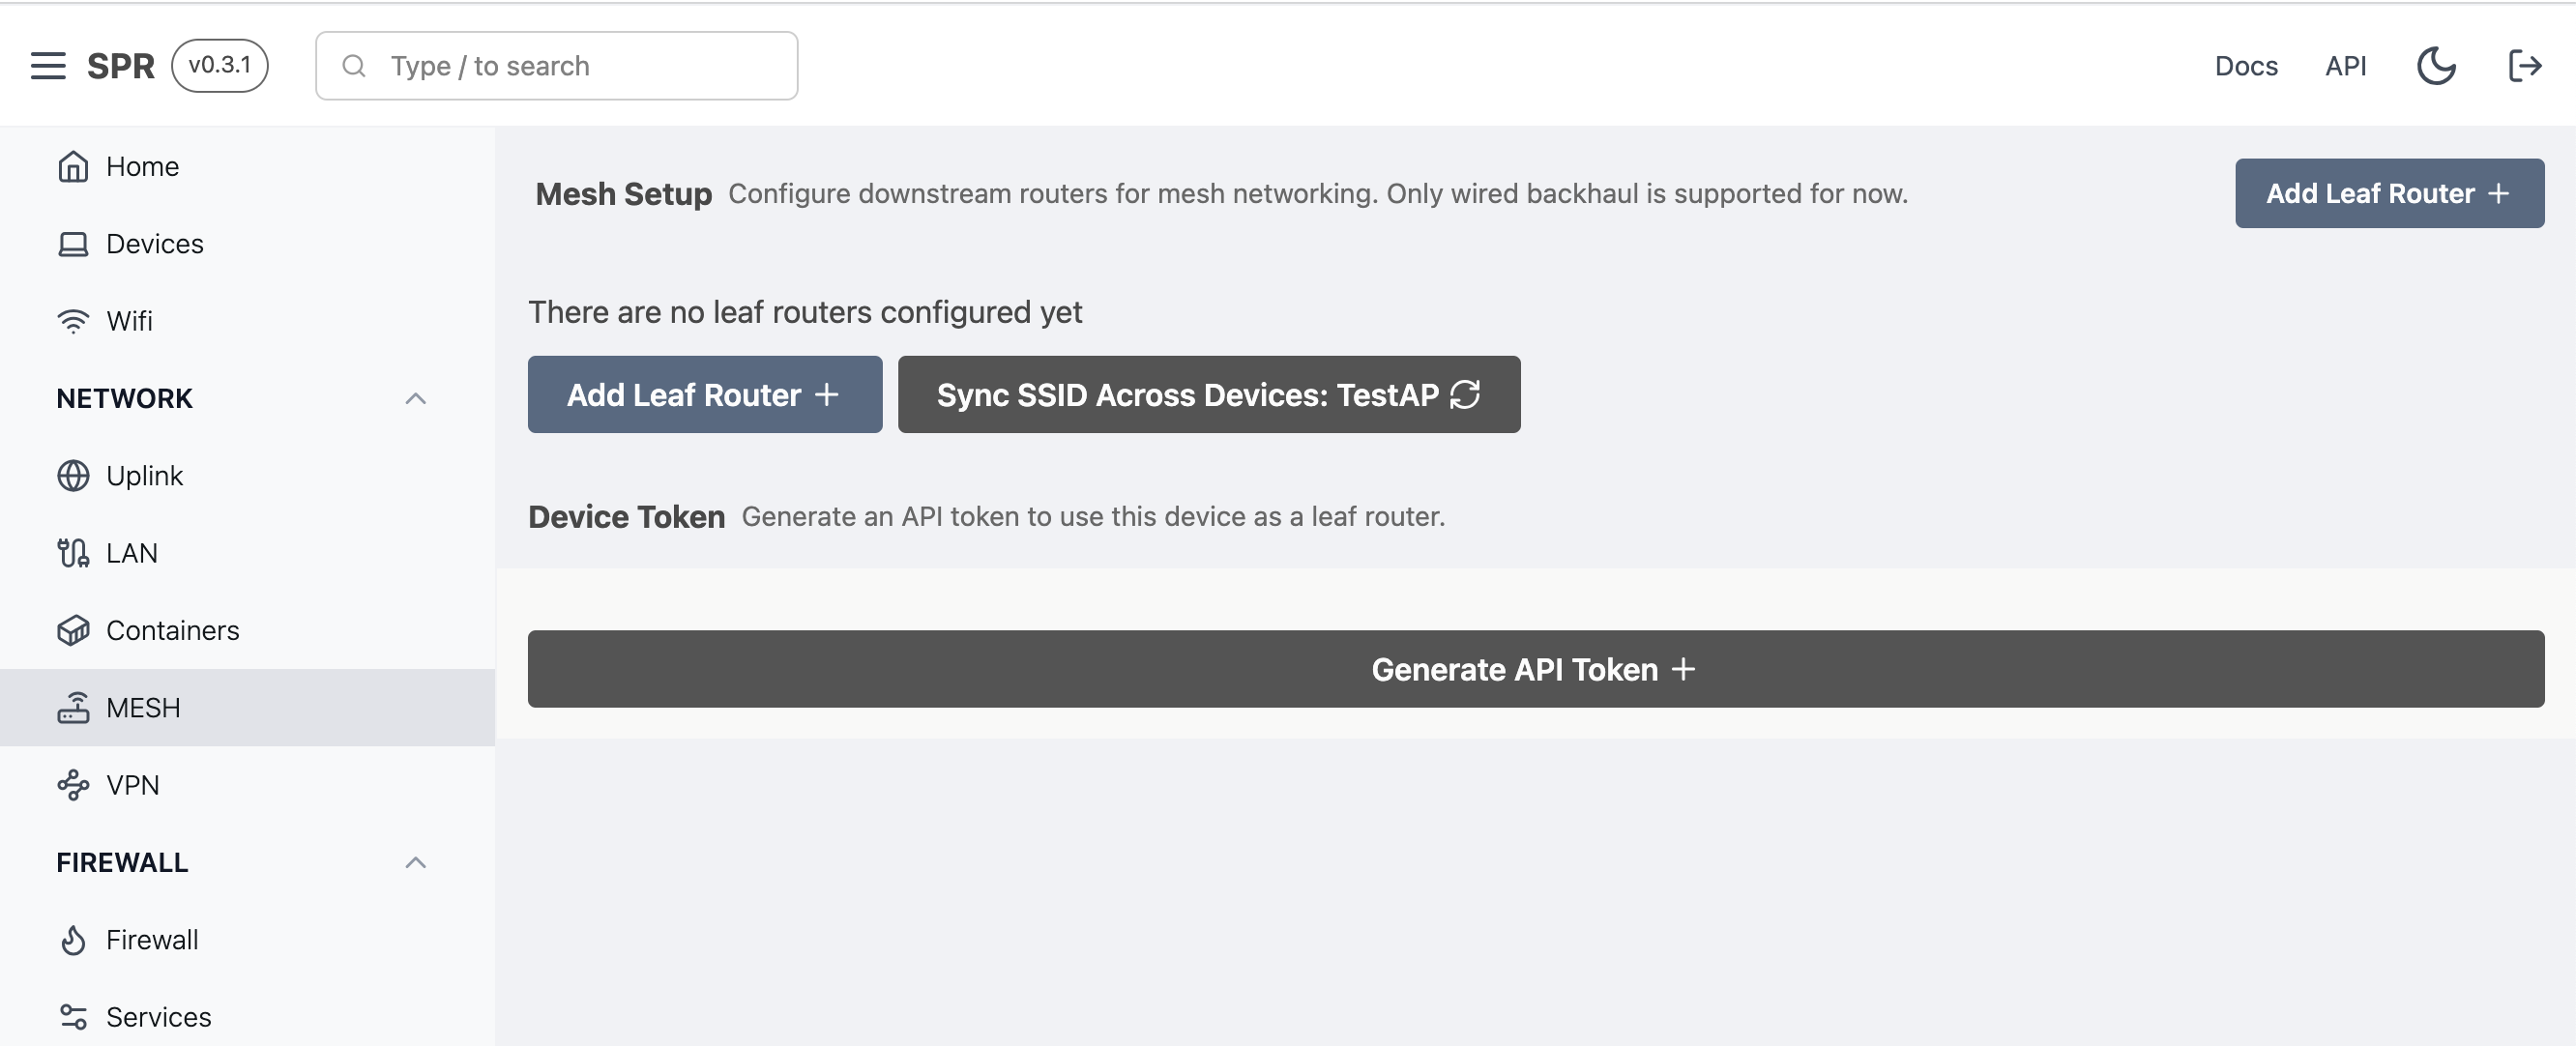 SPR v0.3.1 Type / to search Docs API
Home
Devices
Wifi
NETWORK
Uplink
LAN
Containers
MESH
VPN
FIREWALL
Firewall
Services
Mesh Setup Configure downstream routers for mesh networking. Only wired backhaul is supported for now. Add Leaf Router +
There are no leaf routers configured yet
Add Leaf Router + Sync SSID Across Devices: TestAP
Device Token Generate an API token to use this device as a leaf router.
Generate API Token +